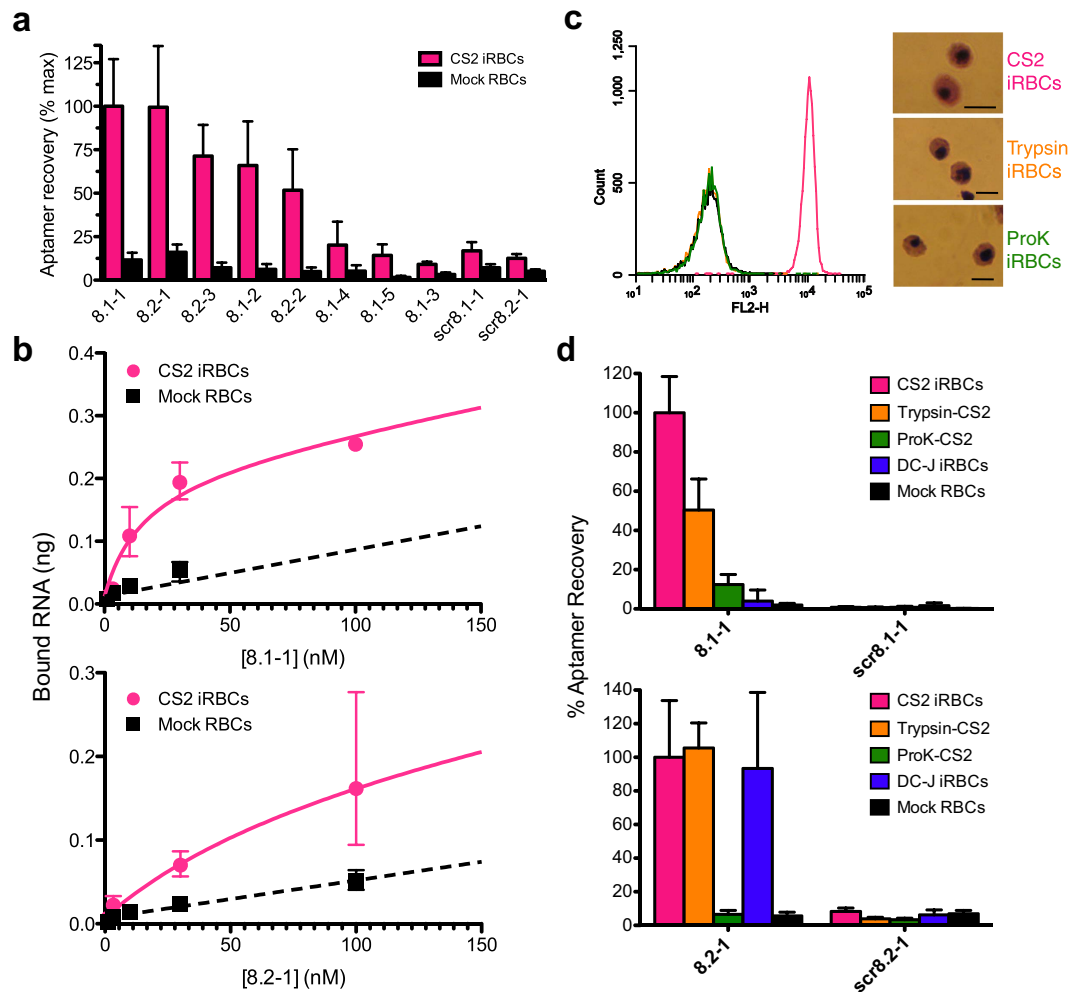 a
Aptamer recovery (% max)
125
100
75
50
25
0
CS2 iRBCs
Mock RBCs
8.1-1
8.2-1
8.2-3
8.1-2
8.2-2
8.1-4
8.1-5
8.1-3
scr8.1-1
scr8.2-1
b
Bound RNA (ng)
0.4
0.3
0.2
0.1
0.0
CS2 iRBCs
Mock RBCs
0
50
100
150
[8.1-1] (nM)
0.3
0.2
0.1
0.0
CS2 iRBCs
Mock RBCs
0
50
100
150
[8.2-1] (nM)
c
Count
1,250
1,000
500
0
10¹
10²
10³
10⁴
10⁵
FL2-H
CS2
iRBCs
Trypsin
iRBCs
ProK
iRBCs
d
% Aptamer Recovery
120
100
80
60
40
20
0
CS2 iRBCs
Trypsin-CS2
ProK-CS2
DC-J iRBCs
Mock RBCs
8.1-1
scr8.1-1
140
120
100
80
60
40
20
0
CS2 iRBCs
Trypsin-CS2
ProK-CS2
DC-J iRBCs
Mock RBCs
8.2-1
scr8.2-1